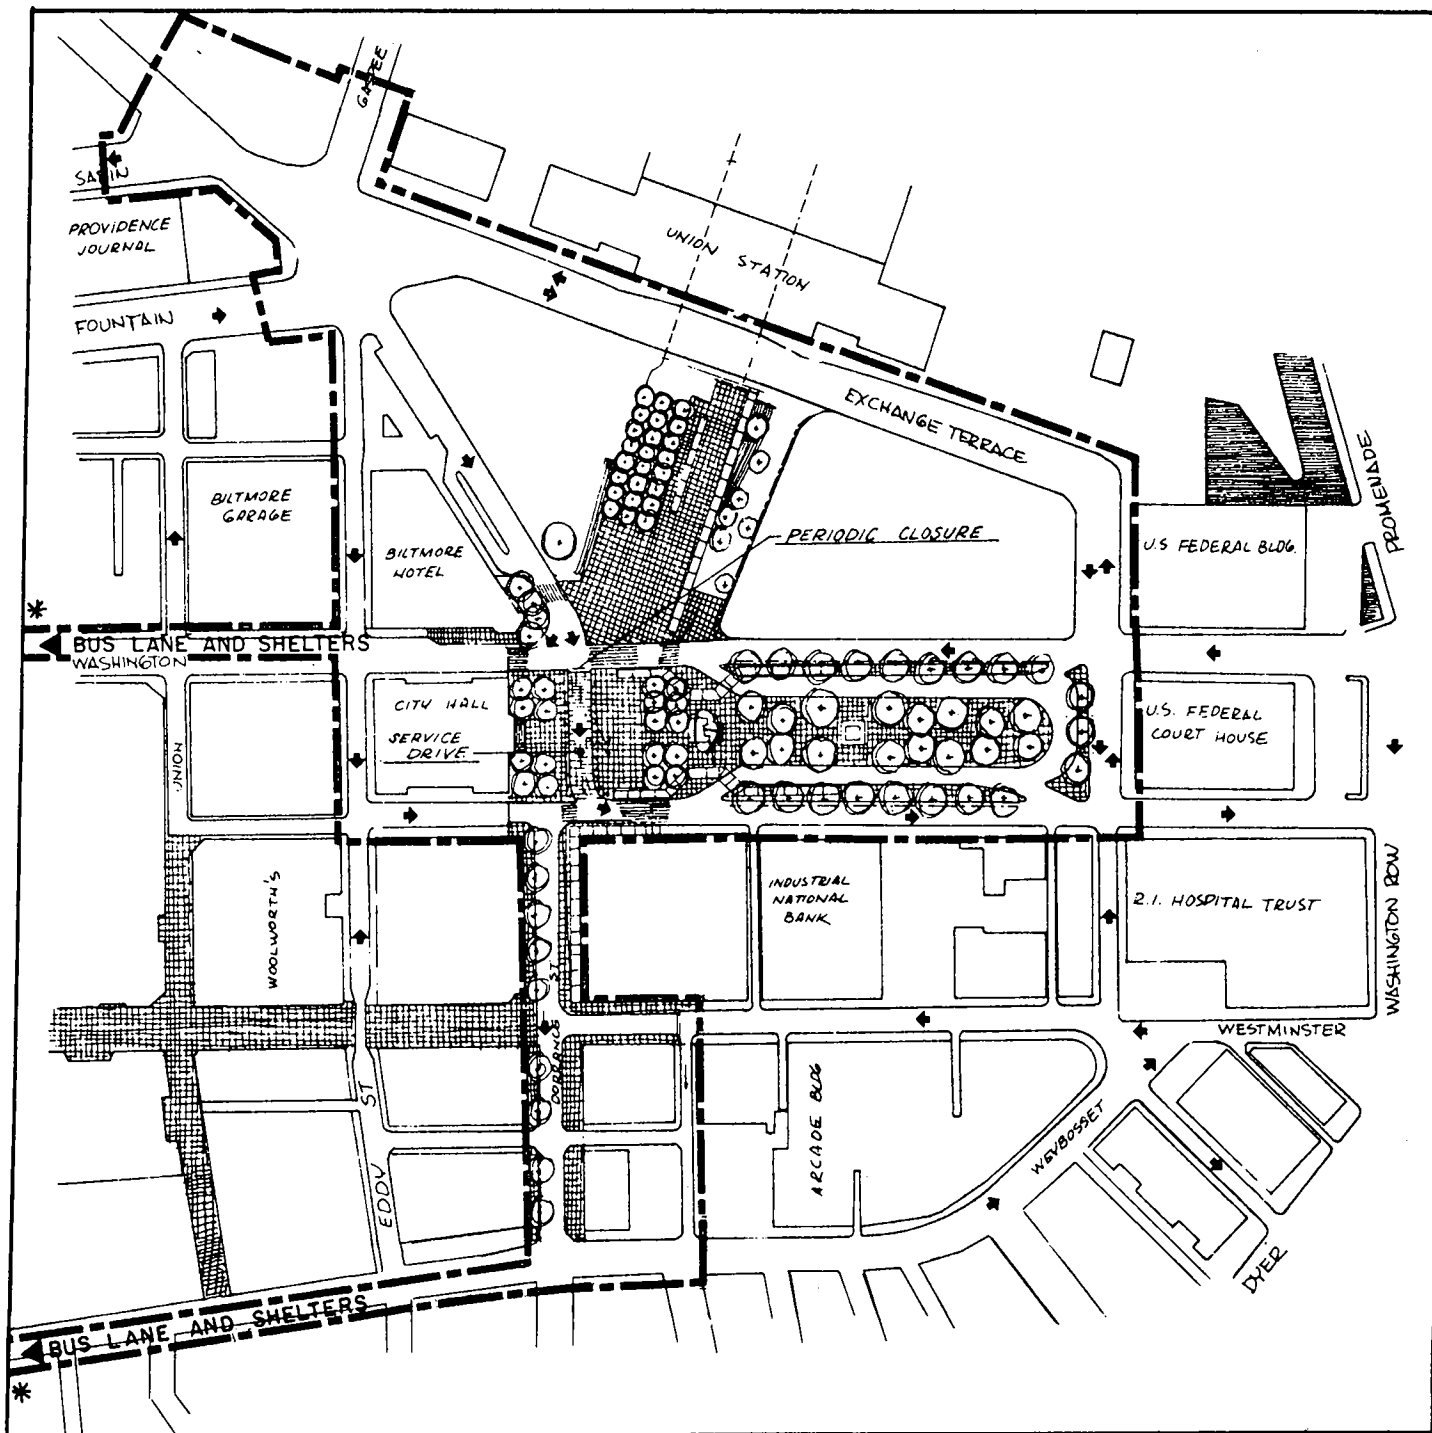 GASPEE
SABIN
PROVIDENCE
JOURNAL
UNION STATION
FOUNTAIN
EXCHANGE TERRACE
PROMENADE
BILTMORE
GARAGE
BILTMORE
HOTEL
PERIODIC CLOSURE
U.S FEDERAL BLDG.
*
BUS LANE AND SHELTERS
WASHINGTON
CITY HALL
SERVICE
DRIVE
U.S. FEDERAL
COURT HOUSE
UNION
WOOLWORTH'S
INDUSTRIAL
NATIONAL
BANK
R.I. HOSPITAL TRUST
WASHINGTON ROW
DORRANCE ST
WESTMINSTER
EDDY ST
ARCADE BLDG
WEYBOSSET
DYER
BUS LANE AND SHELTERS
*